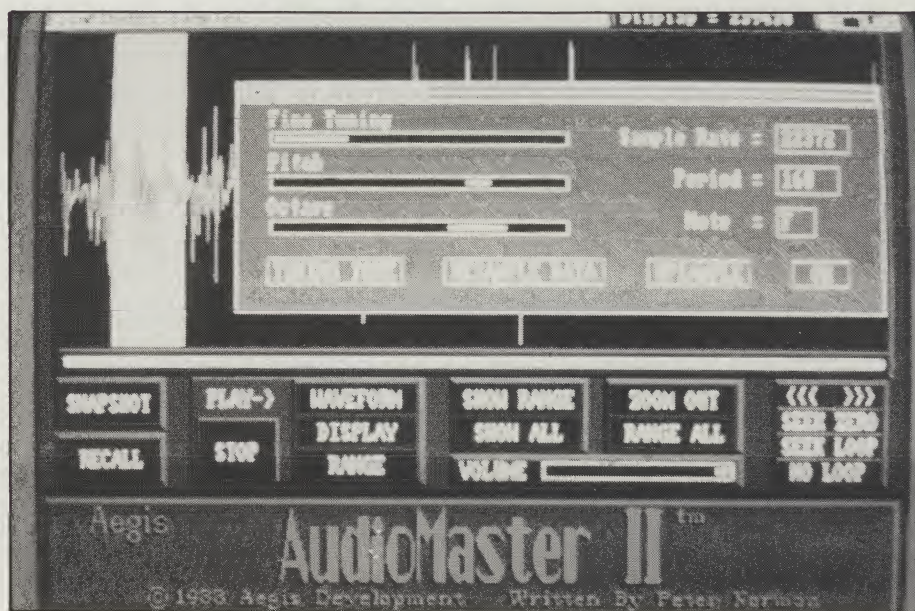 Display =
Fine Tuning
Pitch
Octave
Sample Rate =
Period = 160
Note = F
SNAPSHOT
RECALL
PLAY->
STOP
WAVEFORM
DISPLAY
RANGE
SHOW RANGE
SHOW ALL
ZOOM OUT
RANGE ALL
VOLUME
<<< >>>
SEEK ZERO
SEEK LOOP
NO LOOP
Aegis
AudioMaster II tm
© 1988 Aegis Development Written By Peter Norman